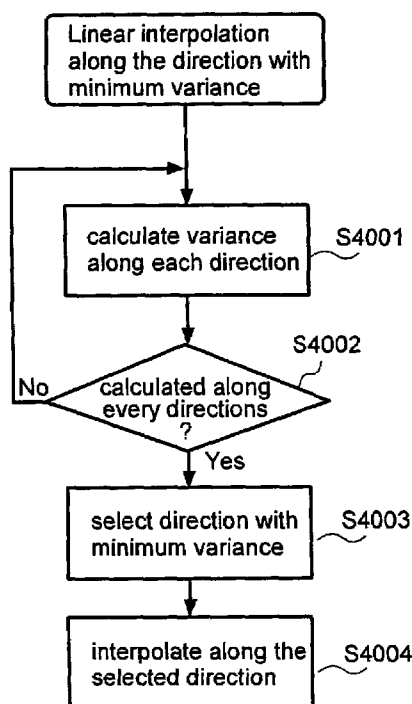 Linear interpolation
along the direction with
minimum variance
calculate variance
along each direction
S4001
S4002
No
calculated along
every directions
?
Yes
select direction with
minimum variance
S4003
interpolate along the
selected direction
S4004